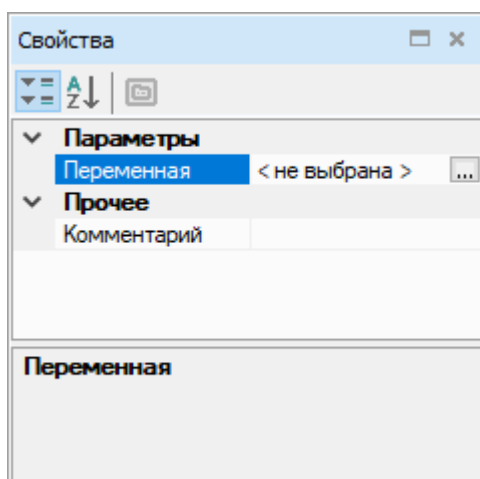 Свойства
Параметры
Переменная < не выбрана > ...
Прочее
Комментарий
Переменная